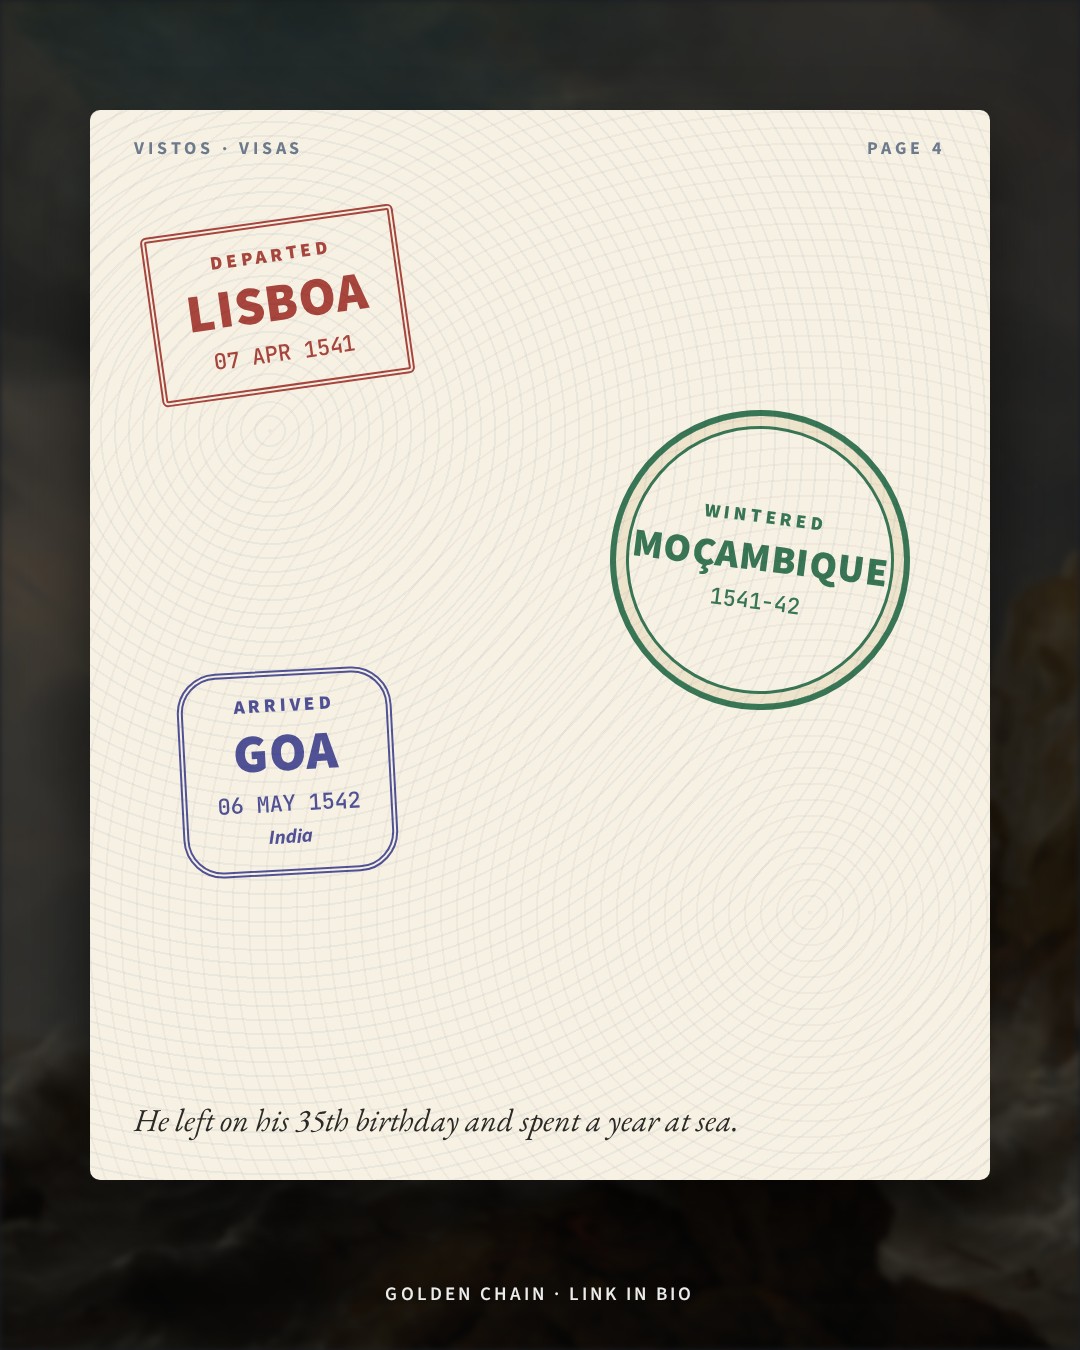 VISTOS · VISAS
PAGE 4
DEPARTED
LISBOA
07 APR 1541
WINTERED
MOÇAMBIQUE
1541-42
ARRIVED
GOA
06 MAY 1542
India
He left on his 35th birthday and spent a year at sea.
GOLDEN CHAIN · LINK IN BIO